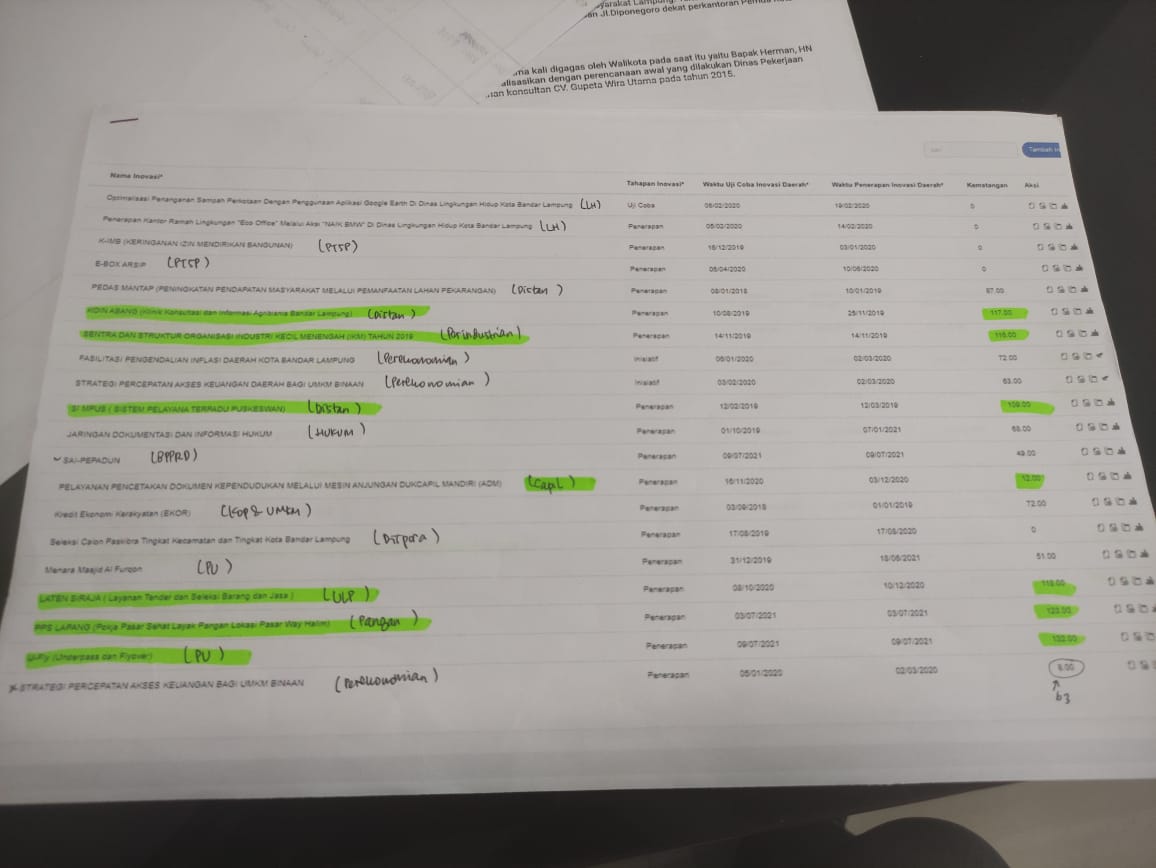 yarakat Lampung.
an Jl.Diponegoro dekat perkantoran Pemda
ma kali digagas oleh Walikota pada saat itu yaitu Bapak Herman, HN
alisasikan dengan perencanaan awal yang dilakukan Dinas Pekerjaan
an konsultan CV. Gupeta Wira Utama pada tahun 2015.
Tambah In
Nama Inovasi* Tahapan Inovasi* Waktu Uji Coba Inovasi Daerah* Waktu Penerapan Inovasi Daerah* Kematangan Aksi
Optimalisasi Penanganan Sampah Perkotaan Dengan Penggunaan Aplikasi Google Earth Di Dinas Lingkungan Hidup Kota Bandar Lampung (LH) Uji Coba 06/02/2020 19/02/2020 0
Penerapan Kantor Ramah Lingkungan "Eco Office" Melalui Aksi "NAIK BMW" Di Dinas Lingkungan Hidup Kota Bandar Lampung (LH) Penerapan 05/02/2020 14/02/2020 0
K-IMB (KERINGANAN IZIN MENDIRIKAN BANGUNAN) (PTSP) Penerapan 16/12/2019 03/01/2020 0
E-BOX ARSIP (PTSP) Penerapan 06/04/2020 10/06/2020 0
PEDAS MANTAP (PENINGKATAN PENDAPATAN MASYARAKAT MELALUI PEMANFAATAN LAHAN PEKARANGAN) (Distan) Penerapan 08/01/2018 10/01/2019 87.00
KOIN ABANG (Klinik Konsultasi dan Informasi Agribisnis Bandar Lampung) (Distan) Penerapan 10/08/2019 25/11/2019 117.00
SENTRA DAN STRUKTUR ORGANISASI INDUSTRI KECIL MENENGAH (IKM) TAHUN 2019 (Perindustrian) Penerapan 14/11/2019 14/11/2019 116.00
FASILITASI PENGENDALIAN INFLASI DAERAH KOTA BANDAR LAMPUNG (Perekonomian) Inisiatif 06/01/2020 02/03/2020 72.00
STRATEGI PERCEPATAN AKSES KEUANGAN DAERAH BAGI UMKM BINAAN (Perekonomian) Inisiatif 03/02/2020 02/03/2020 63.00
SI MPUS ( SISTEM PELAYANA TERPADU PUSKESWAN) (Distan) Penerapan 12/02/2019 12/03/2019 109.00
JARINGAN DOKUMENTASI DAN INFORMASI HUKUM (HUKUM) Penerapan 01/10/2019 07/01/2021 68.00
SAI-PEPADUN (BPPRD) Penerapan 09/07/2021 09/07/2021 49.00
PELAYANAN PENCETAKAN DOKUMEN KEPENDUDUKAN MELALUI MESIN ANJUNGAN DUKCAPIL MANDIRI (ADM) (Capil) Penerapan 16/11/2020 03/12/2020 12.00
Kredit Ekonomi Kerakyatan (EKOR) (KOP & UMKM) Penerapan 03/09/2018 01/01/2019 72.00
Seleksi Calon Paskibra Tingkat Kecamatan dan Tingkat Kota Bandar Lampung (Dispora) Penerapan 17/08/2019 17/08/2020 0
Menara Masjid Al Furqon (PU) Penerapan 31/12/2019 18/06/2021 51.00
LATEN SIRAJA ( Layanan Tender dan Seleksi Barang dan Jasa ) (ULP) Penerapan 08/10/2020 10/12/2020 118.00
PPS LAPANG (Pokja Pasar Sehat Layak Pangan Lokasi Pasar Way Halim) (Pangan) Penerapan 03/07/2021 03/07/2021 123.00
U-Fly (Underpass dan Flyover) (PU) Penerapan 09/07/2021 09/07/2021 132.00
STRATEGI PERCEPATAN AKSES KEUANGAN BAGI UMKM BINAAN (Perekonomian) Penerapan 05/01/2020 02/03/2020 8.00
63